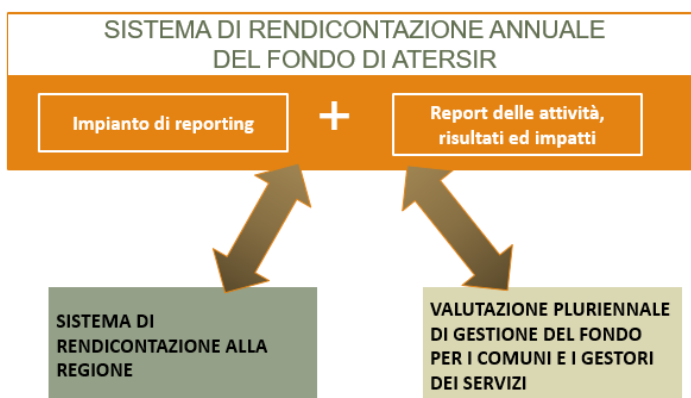 SISTEMA DI RENDICONTAZIONE ANNUALE
DEL FONDO DI ATERSIR
Impianto di reporting
+
Report delle attività,
risultati ed impatti
SISTEMA DI
RENDICONTAZIONE ALLA
REGIONE
VALUTAZIONE PLURIENNALE
DI GESTIONE DEL FONDO
PER I COMUNI E I GESTORI
DEI SERVIZI